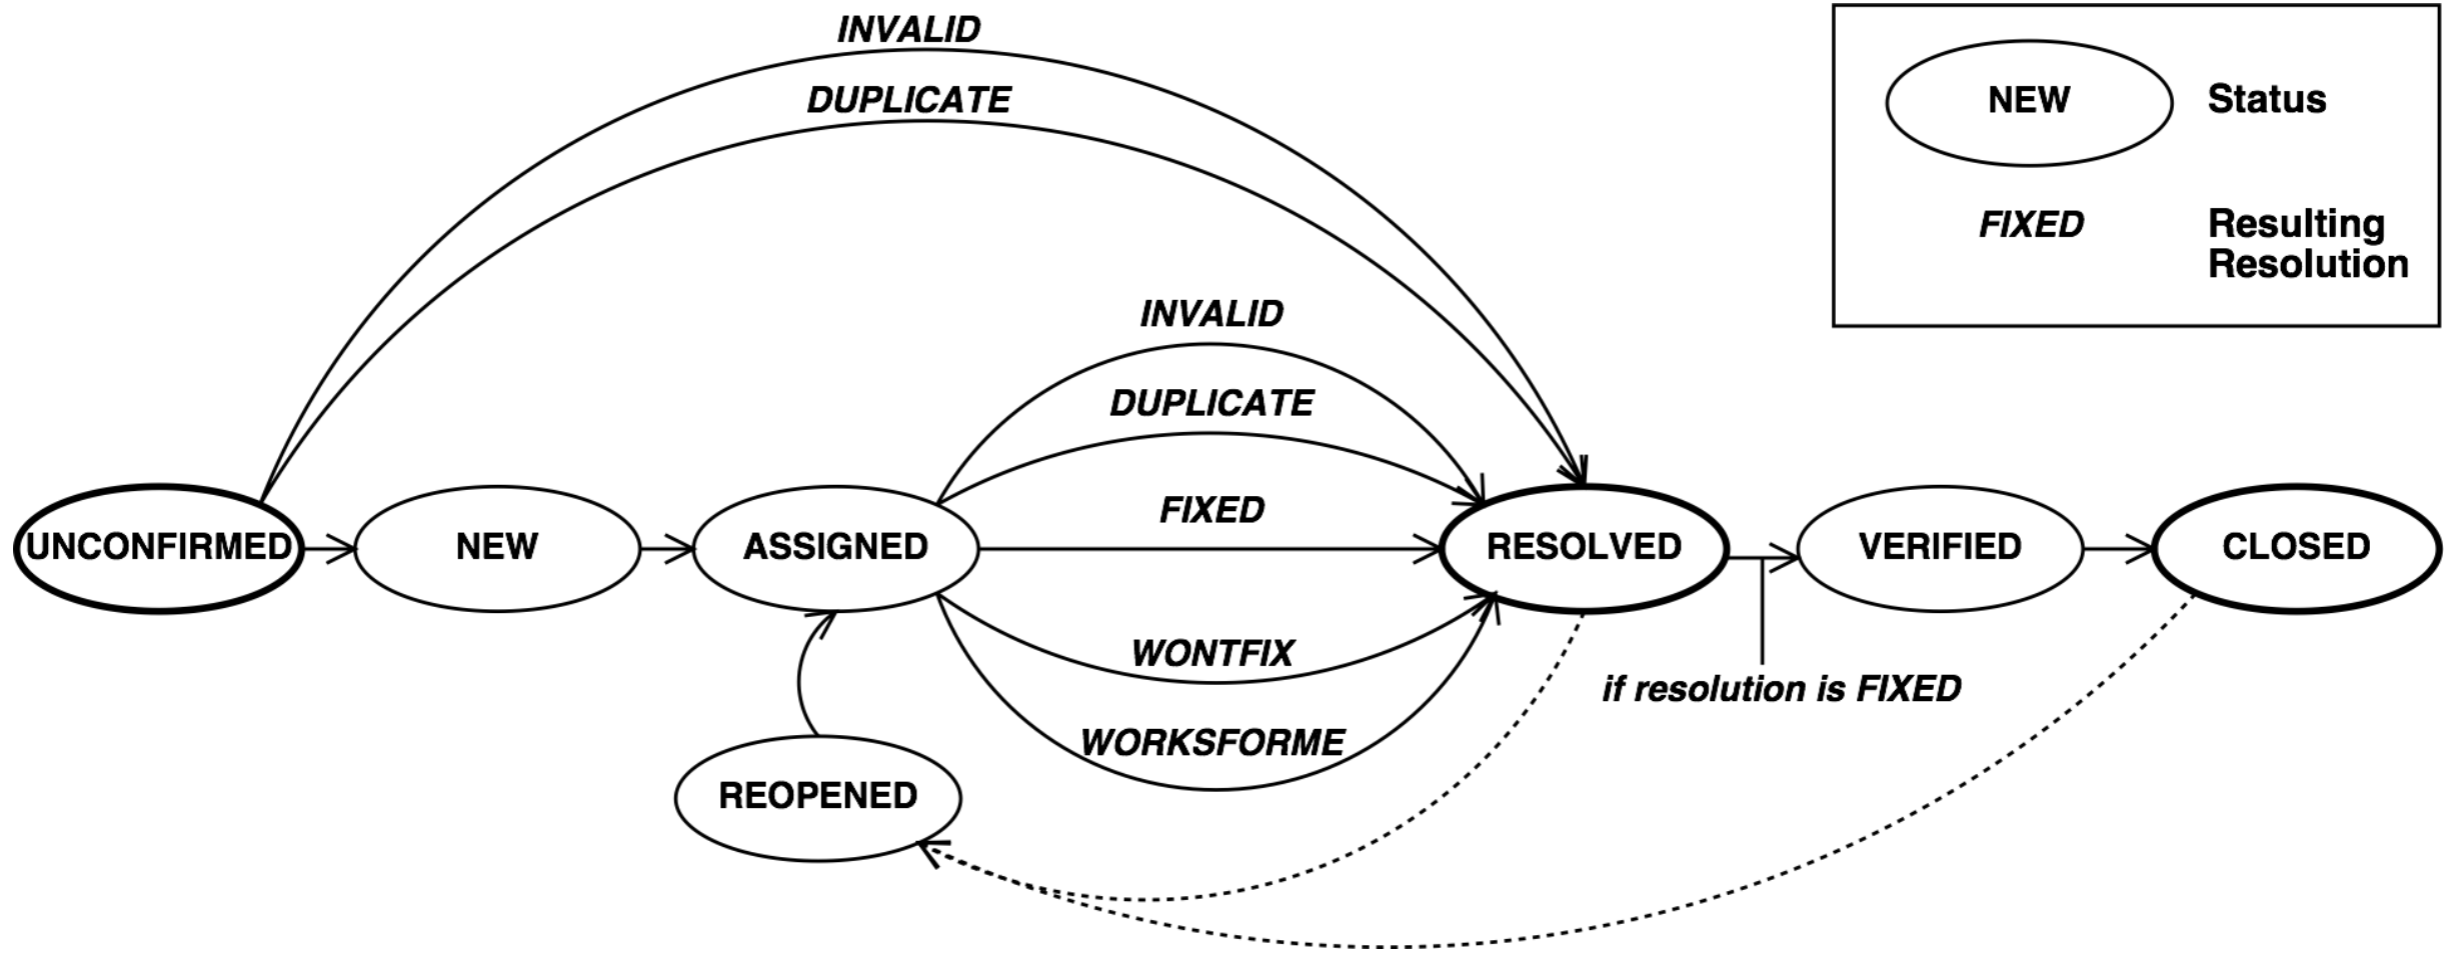 INVALID
DUPLICATE
INVALID
DUPLICATE
FIXED
UNCONFIRMED
NEW
ASSIGNED
RESOLVED
VERIFIED
CLOSED
WONTFIX
if resolution is FIXED
WORKSFORME
REOPENED
NEW
Status
FIXED
Resulting
Resolution